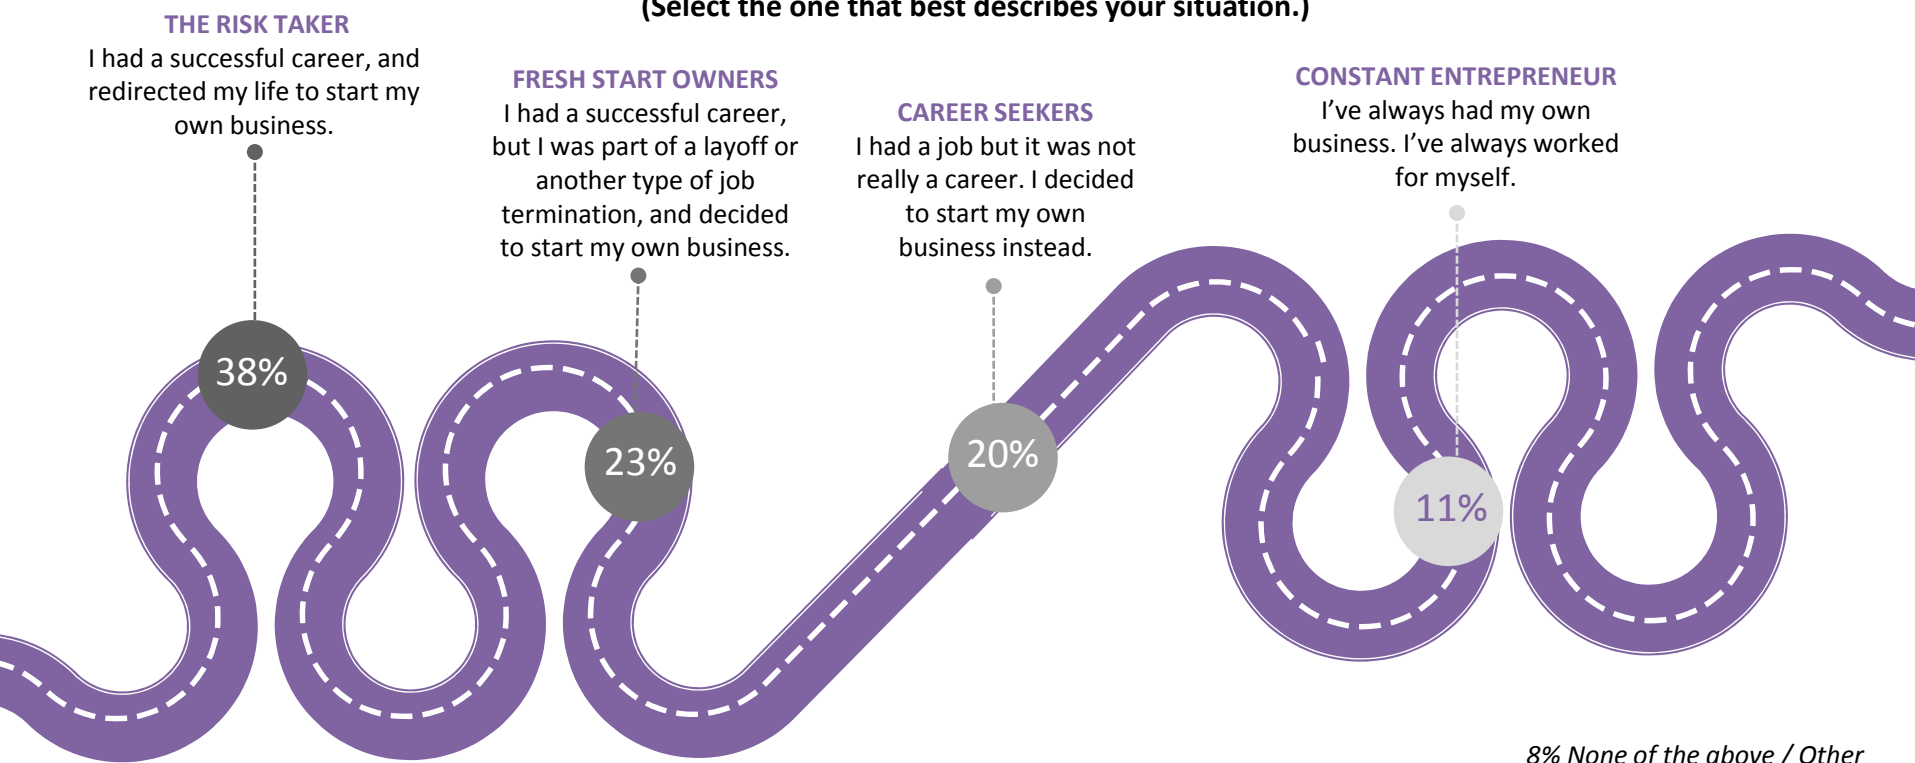 (Select the one that best describes your situation.)
THE RISK TAKER
I had a successful career, and
redirected my life to start my
own business.
FRESH START OWNERS
I had a successful career,
but I was part of a layoff or
another type of job
termination, and decided
to start my own business.
CAREER SEEKERS
I had a job but it was not
really a career. I decided
to start my own
business instead.
CONSTANT ENTREPRENEUR
I’ve always had my own
business. I’ve always worked
for myself.
38%
23%
20%
11%
8% None of the above / Other